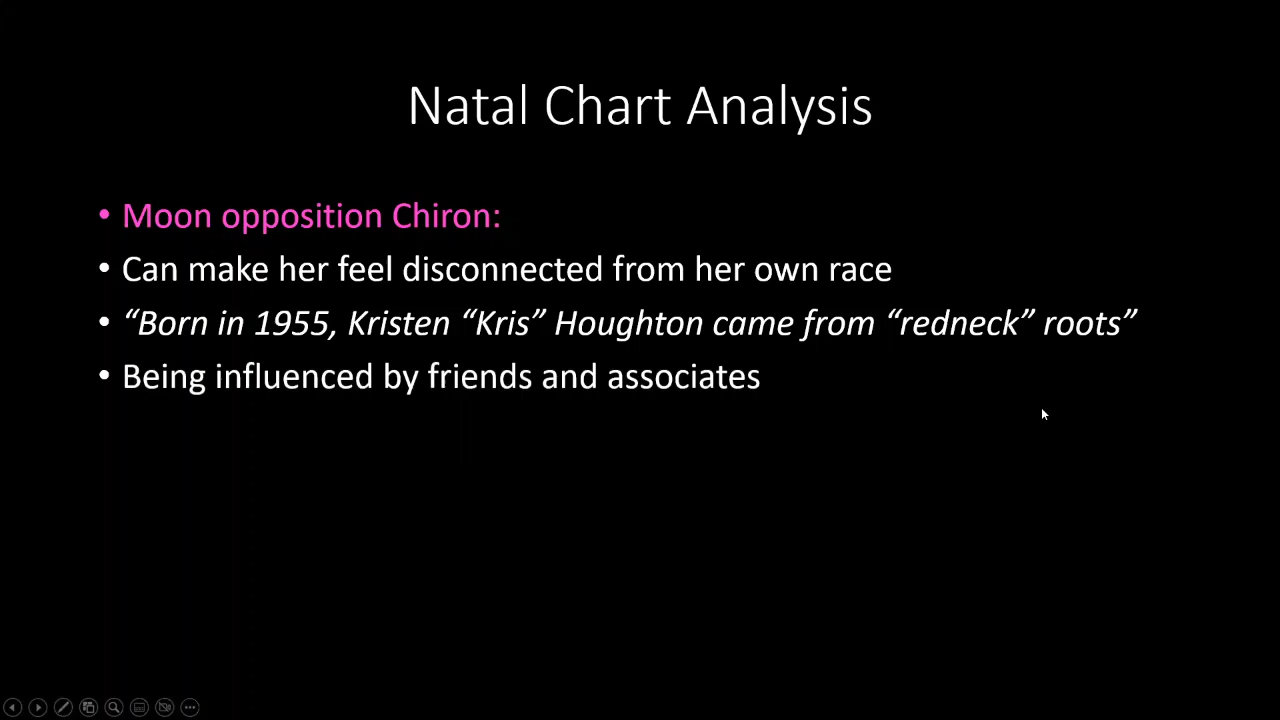 Natal Chart Analysis
• Moon opposition Chiron:
• Can make her feel disconnected from her own race
• “Born in 1955, Kristen “Kris” Houghton came from “redneck” roots”
• Being influenced by friends and associates